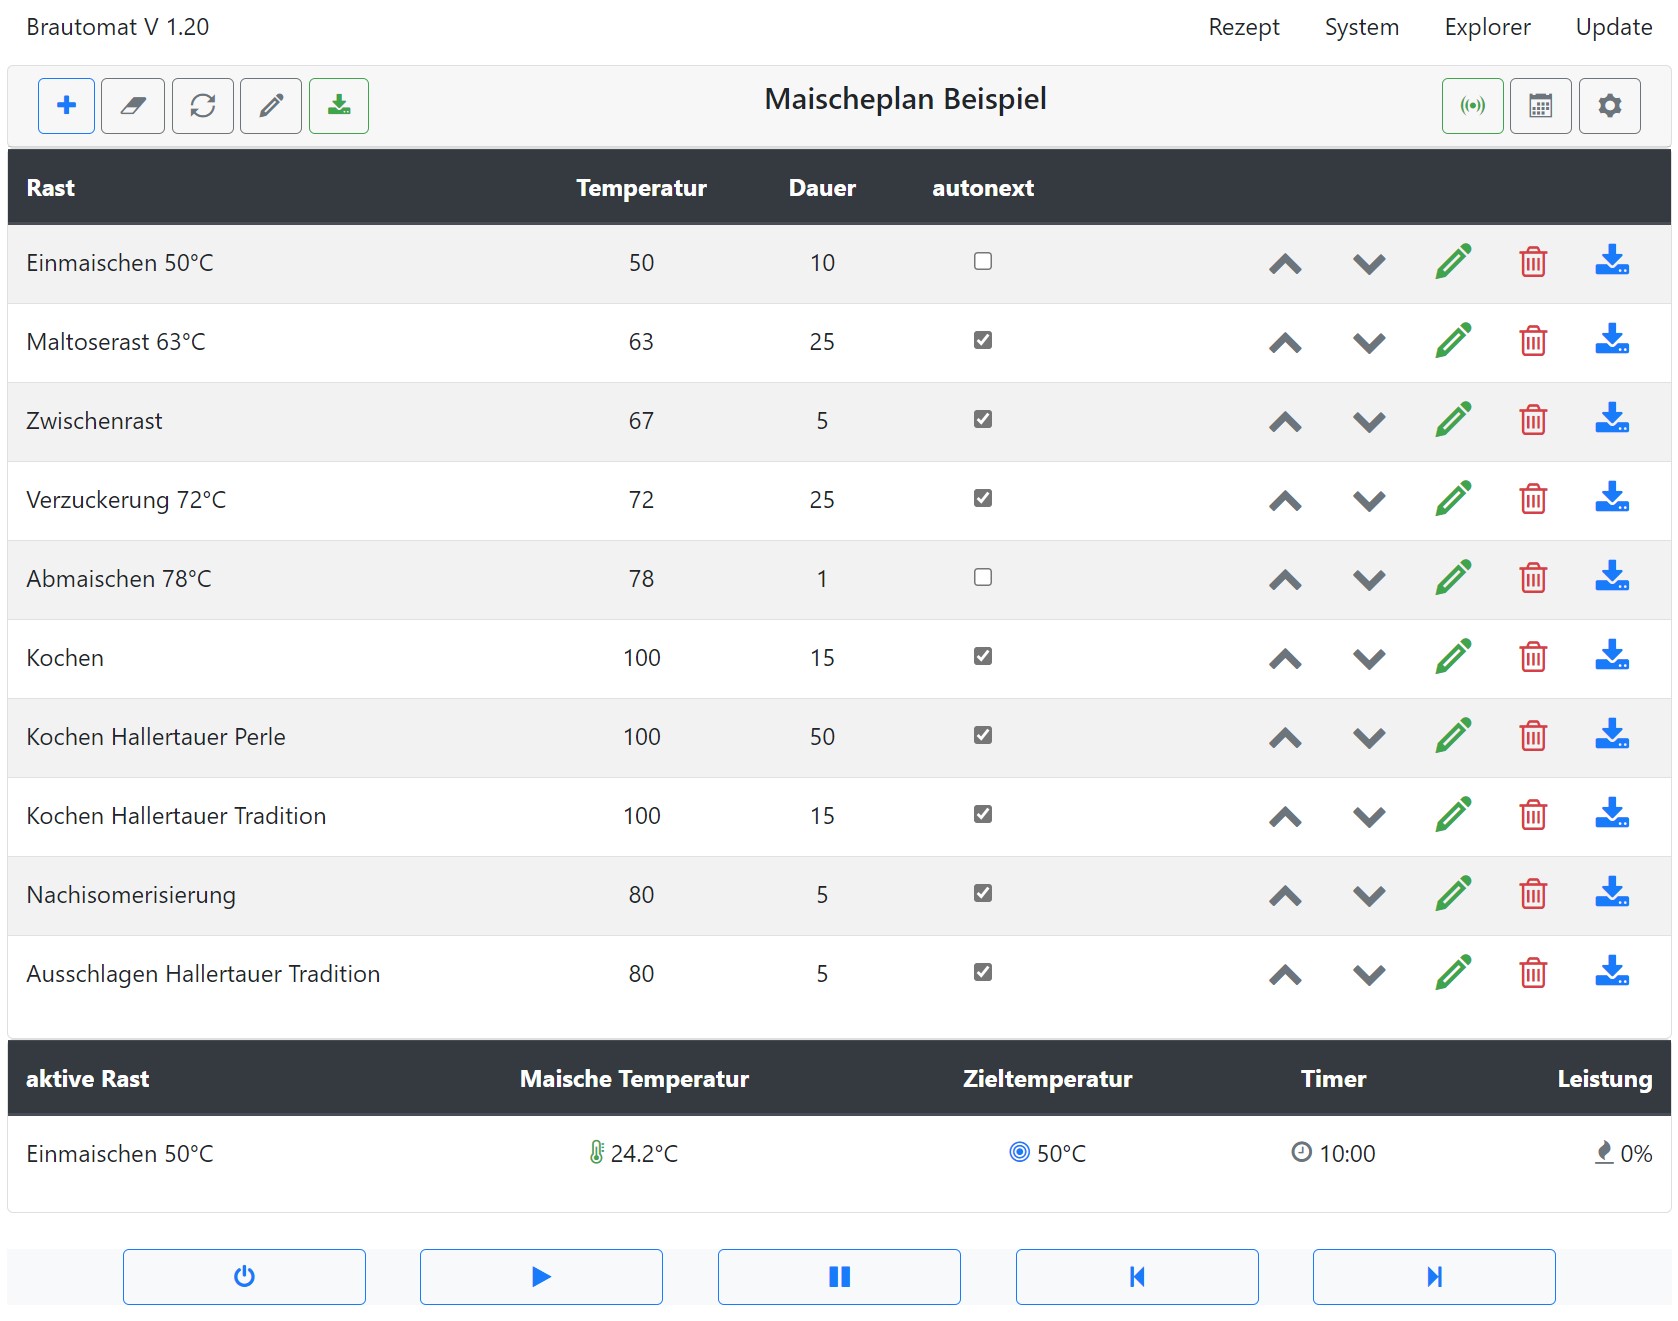 Brautomat V 1.20 Rezept System Explorer Update
Maischeplan Beispiel
Rast Temperatur Dauer autonext
Einmaischen 50°C 50 10
Maltoserast 63°C 63 25
Zwischenrast 67 5
Verzuckerung 72°C 72 25
Abmaischen 78°C 78 1
Kochen 100 15
Kochen Hallertauer Perle 100 50
Kochen Hallertauer Tradition 100 15
Nachisomerisierung 80 5
Ausschlagen Hallertauer Tradition 80 5
aktive Rast Maische Temperatur Zieltemperatur Timer Leistung
Einmaischen 50°C 24.2°C 50°C 10:00 0%